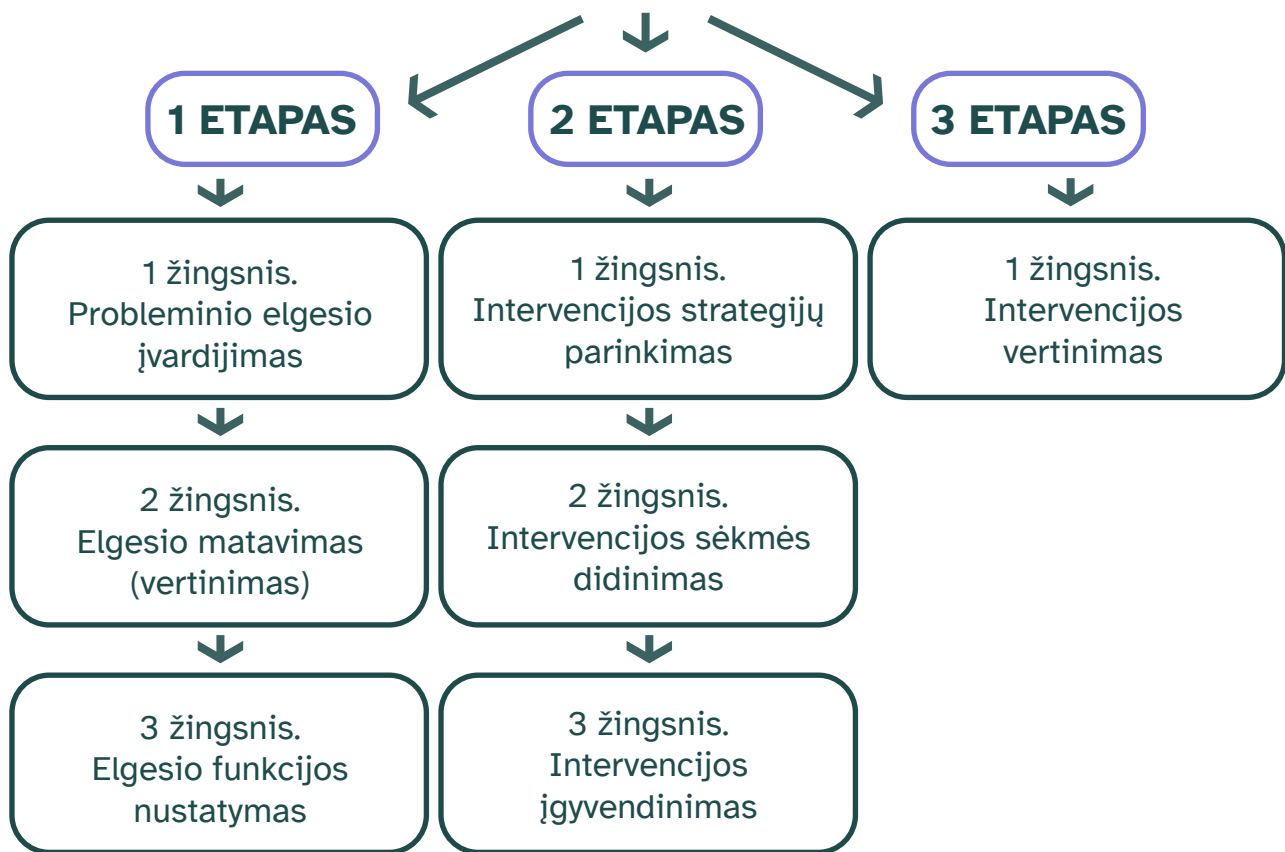 1 ETAPAS
2 ETAPAS
3 ETAPAS
1 žingsnis.
Probleminio elgesio
įvardijimas
1 žingsnis.
Intervencijos strategijų
parinkimas
1 žingsnis.
Intervencijos
vertinimas
2 žingsnis.
Elgesio matavimas
(vertinimas)
2 žingsnis.
Intervencijos sėkmės
didinimas
3 žingsnis.
Elgesio funkcijos
nustatymas
3 žingsnis.
Intervencijos
įgyvendinimas